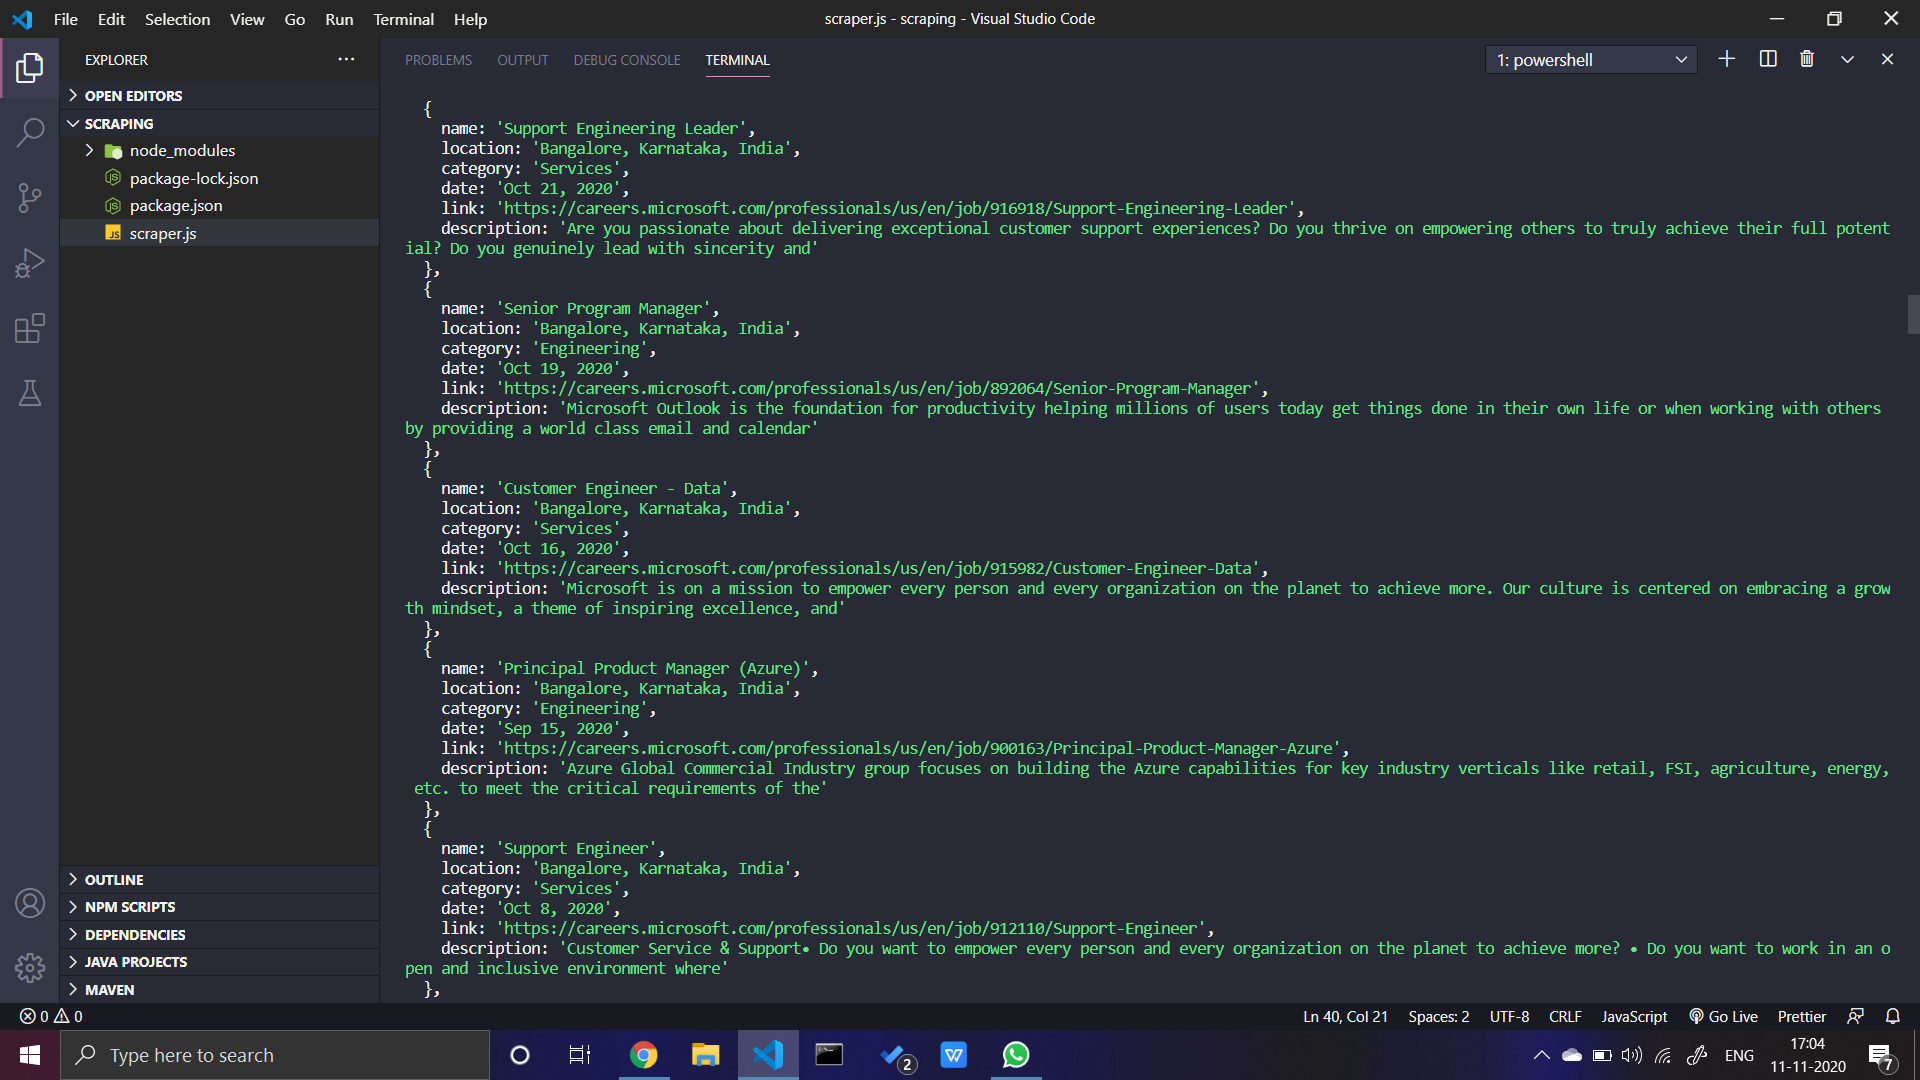 File Edit Selection View Go Run Terminal Help
scraper.js - scraping - Visual Studio Code
EXPLORER
OPEN EDITORS
SCRAPING
node_modules
package-lock.json
package.json
JS scraper.js
OUTLINE
NPM SCRIPTS
DEPENDENCIES
JAVA PROJECTS
MAVEN
PROBLEMS OUTPUT DEBUG CONSOLE TERMINAL
1: powershell
{
name: 'Support Engineering Leader',
location: 'Bangalore, Karnataka, India',
category: 'Services',
date: 'Oct 21, 2020',
link: 'https://careers.microsoft.com/professionals/us/en/job/916918/Support-Engineering-Leader',
description: 'Are you passionate about delivering exceptional customer support experiences? Do you thrive on empowering others to truly achieve their full potent
ial? Do you genuinely lead with sincerity and'
},
{
name: 'Senior Program Manager',
location: 'Bangalore, Karnataka, India',
category: 'Engineering',
date: 'Oct 19, 2020',
link: 'https://careers.microsoft.com/professionals/us/en/job/892064/Senior-Program-Manager',
description: 'Microsoft Outlook is the foundation for productivity helping millions of users today get things done in their own life or when working with others
by providing a world class email and calendar'
},
{
name: 'Customer Engineer - Data',
location: 'Bangalore, Karnataka, India',
category: 'Services',
date: 'Oct 16, 2020',
link: 'https://careers.microsoft.com/professionals/us/en/job/915982/Customer-Engineer-Data',
description: 'Microsoft is on a mission to empower every person and every organization on the planet to achieve more. Our culture is centered on embracing a grow
th mindset, a theme of inspiring excellence, and'
},
{
name: 'Principal Product Manager (Azure)',
location: 'Bangalore, Karnataka, India',
category: 'Engineering',
date: 'Sep 15, 2020',
link: 'https://careers.microsoft.com/professionals/us/en/job/900163/Principal-Product-Manager-Azure',
description: 'Azure Global Commercial Industry group focuses on building the Azure capabilities for key industry verticals like retail, FSI, agriculture, energy,
etc. to meet the critical requirements of the'
},
{
name: 'Support Engineer',
location: 'Bangalore, Karnataka, India',
category: 'Services',
date: 'Oct 8, 2020',
link: 'https://careers.microsoft.com/professionals/us/en/job/912110/Support-Engineer',
description: 'Customer Service & Support• Do you want to empower every person and every organization on the planet to achieve more? • Do you want to work in an o
pen and inclusive environment where'
},
0 0
Ln 40, Col 21 Spaces: 2 UTF-8 CRLF JavaScript Go Live Prettier
Type here to search
2
W
ENG
17:04
11-11-2020
7